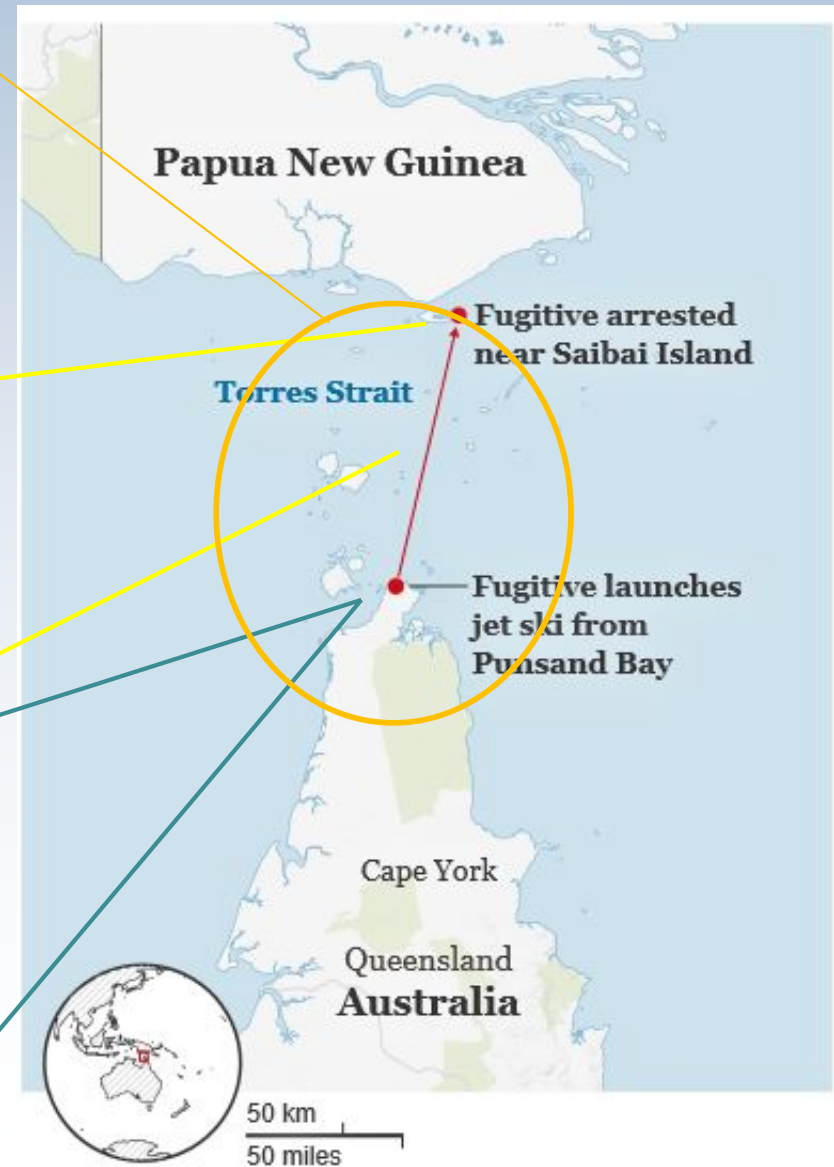 Papua New Guinea
Fugitive arrested
near Saibai Island
Torres Strait
Fugitive launches
jet ski from
Punsand Bay
Cape York
Queensland
Australia
50 km
50 miles